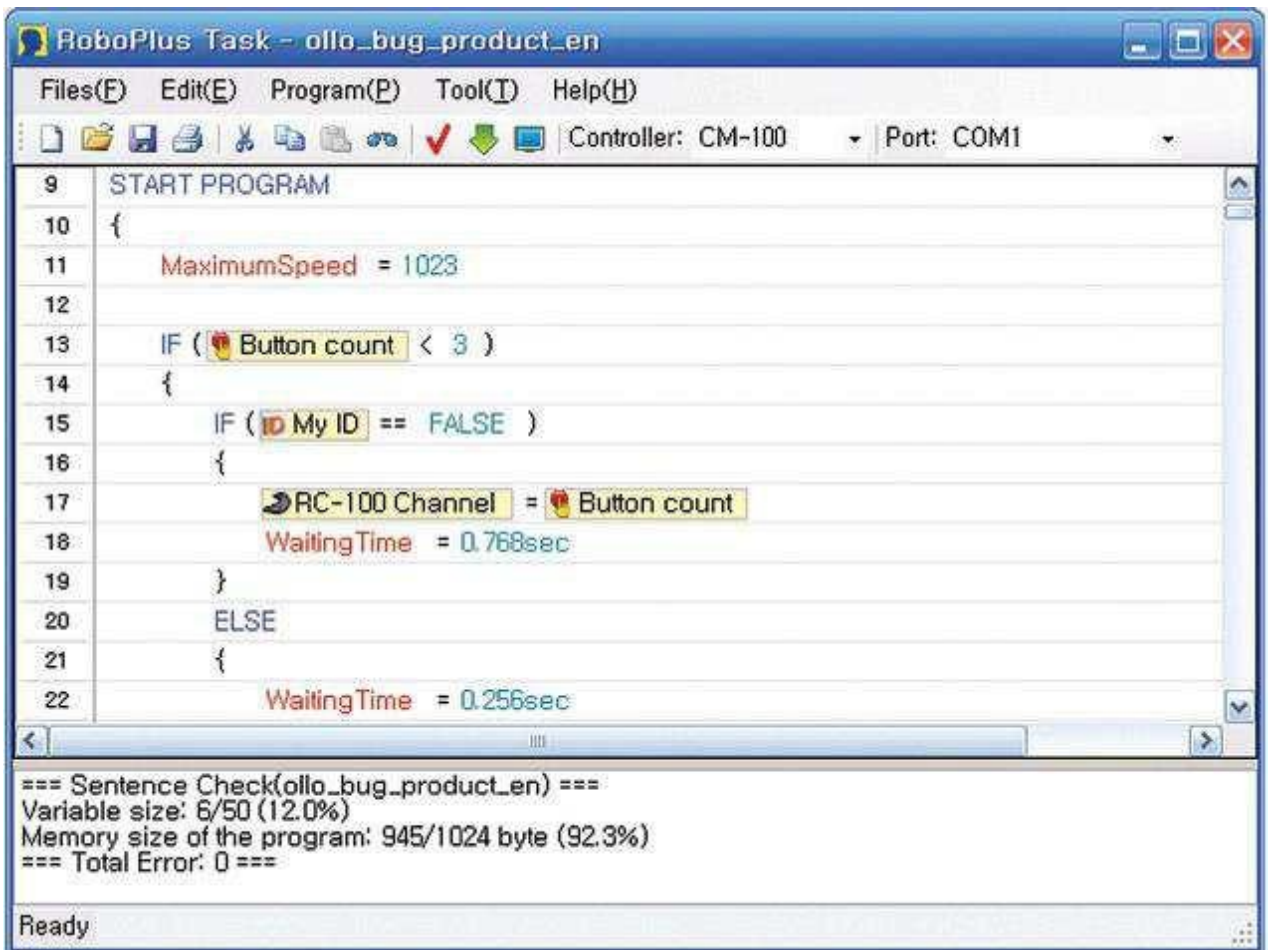 RoboPlus Task - ollo_bug_product_en
Files(F) Edit(E) Program(P) Tool(T) Help(H)
Controller: CM-100 Port: COM1
9 START PROGRAM
10 {
11 MaximumSpeed = 1023
12
13 IF ( Button count < 3 )
14 {
15 IF ( ID My ID == FALSE )
16 {
17 RC-100 Channel = Button count
18 WaitingTime = 0.768sec
19 }
20 ELSE
21 {
22 WaitingTime = 0.256sec
=== Sentence Check(ollo_bug_product_en) ===
Variable size: 6/50 (12.0%)
Memory size of the program: 945/1024 byte (92.3%)
=== Total Error: 0 ===
Ready